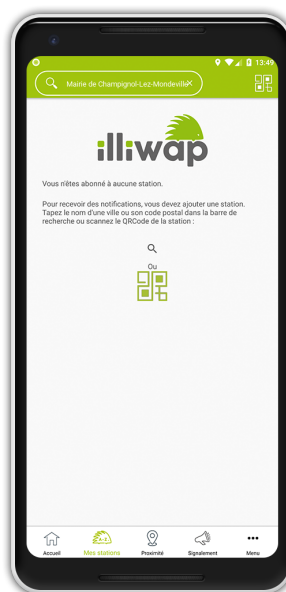 13:49
Mairie de Champignol-Lez-Mondeville
illiwap
Vous n'êtes abonné à aucune station.
Pour recevoir des notifications, vous devez ajouter une station.
Tapez le nom d'une ville ou son code postal dans la barre de
recherche ou scannez le QRCode de la station :
Ou
Accueil Mes stations Proximité Signalement Menu